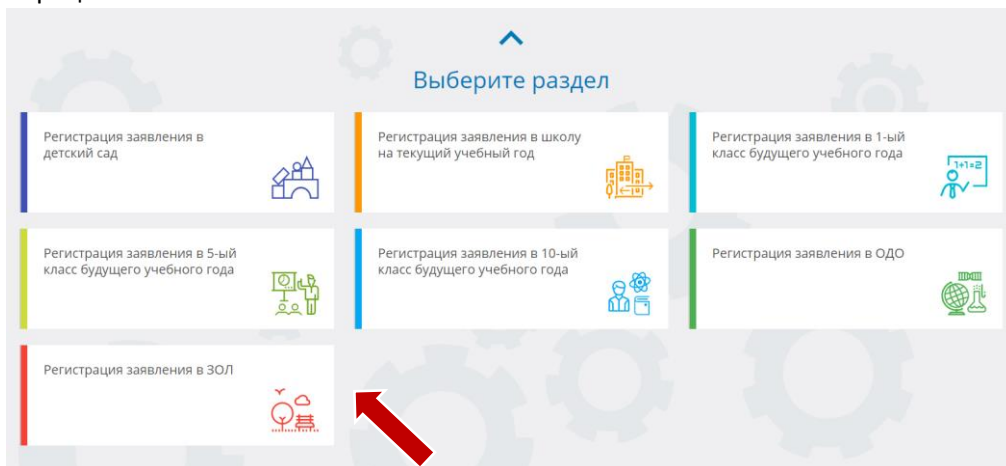 Выберите раздел
Регистрация заявления в
детский сад
Регистрация заявления в школу
на текущий учебный год
Регистрация заявления в 1-ый
класс будущего учебного года
1+1=2
Регистрация заявления в 5-ый
класс будущего учебного года
Регистрация заявления в 10-ый
класс будущего учебного года
Регистрация заявления в ОДО
Регистрация заявления в ЗОЛ